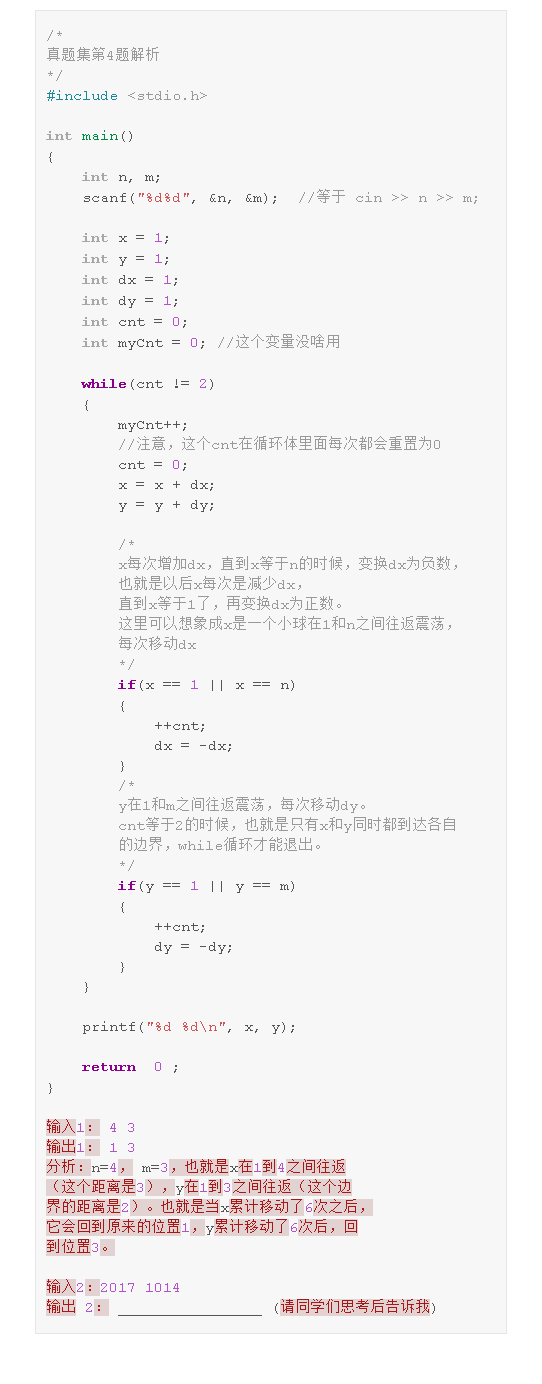 /*
真题集第4题解析
*/
#include <stdio.h>
int main()
{
int n, m;
scanf("%d%d", &n, &m);  //等于 cin >> n >> m;
int x = 1;
int y = 1;
int dx = 1;
int dy = 1;
int cnt = 0;
int myCnt = 0; //这个变量没啥用
while(cnt != 2)
{
myCnt++;
//注意，这个cnt在循环体里面每次都会重置为0
cnt = 0;
x = x + dx;
y = y + dy;
/*
x每次增加dx，直到x等于n的时候，变换dx为负数，
也就是以后x每次是减少dx，
直到x等于1了，再变换dx为正数。
这里可以想象成x是一个小球在1和n之间往返震荡，
每次移动dx
*/
if(x == 1 || x == n)
{
++cnt;
dx = -dx;
}
/*
y在1和m之间往返震荡，每次移动dy。
cnt等于2的时候，也就是只有x和y同时都到达各自
的边界，while循环才能退出。
*/
if(y == 1 || y == m)
{
++cnt;
dy = -dy;
}
}
printf("%d %d\n", x, y);
return  0 ;
}
输入1： 4 3
输出1： 1 3
分析：n=4， m=3，也就是x在1到4之间往返
（这个距离是3），y在1到3之间往返（这个边
界的距离是2）。也就是当x累计移动了6次之后，
它会回到原来的位置1，y累计移动了6次后，回
到位置3。
输入2：2017 1014
输出 2： ________________ (请同学们思考后告诉我)